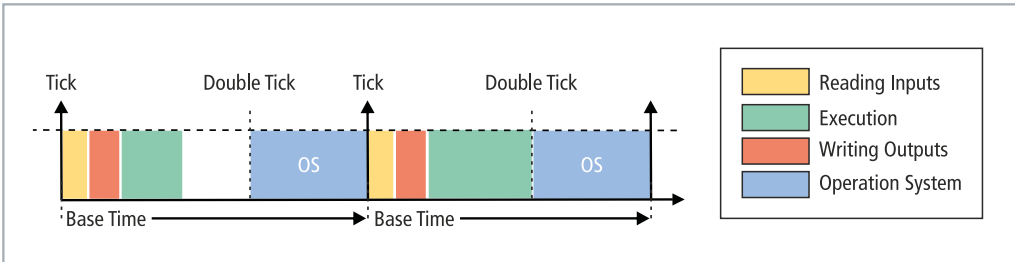 Tick
Double Tick
Tick
Double Tick
OS
OS
Base Time
Base Time
Reading Inputs
Execution
Writing Outputs
Operation System